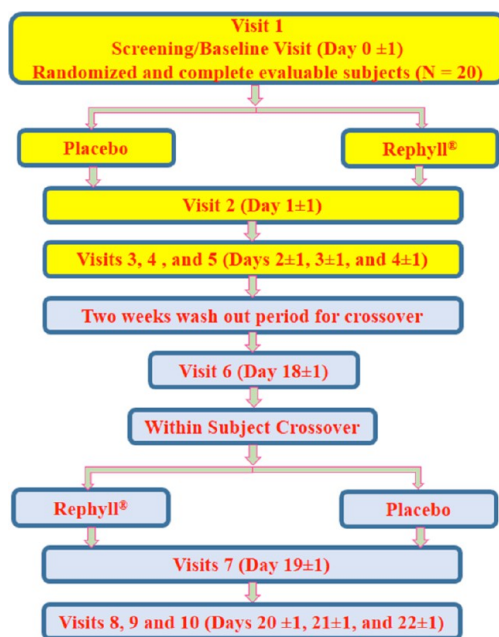 Visit 1
Screening/Baseline Visit (Day 0 ±1)
Randomized and complete evaluable subjects (N = 20)
Placebo
Rephyll®
Visit 2 (Day 1±1)
Visits 3, 4 , and 5 (Days 2±1, 3±1, and 4±1)
Two weeks wash out period for crossover
Visit 6 (Day 18±1)
Within Subject Crossover
Rephyll®
Placebo
Visits 7 (Day 19±1)
Visits 8, 9 and 10 (Days 20 ±1, 21±1, and 22±1)